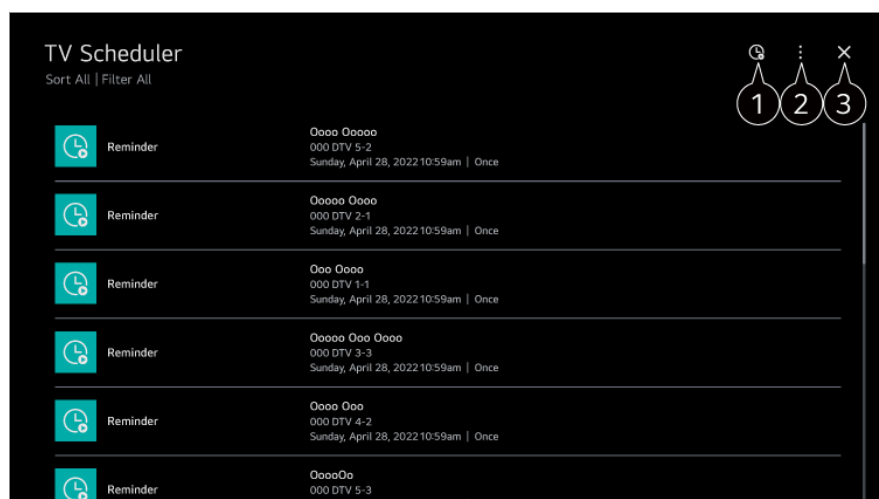 TV Scheduler
Sort All | Filter All
1 2 3
Reminder
Oooo Ooooo
000 DTV 5-2
Sunday, April 28, 2022 10:59am | Once
Reminder
Ooooo Oooo
000 DTV 2-1
Sunday, April 28, 2022 10:59am | Once
Reminder
Ooo Oooo
000 DTV 1-1
Sunday, April 28, 2022 10:59am | Once
Reminder
Ooooo Ooo Oooo
000 DTV 3-3
Sunday, April 28, 2022 10:59am | Once
Reminder
Oooo Ooo
000 DTV 4-2
Sunday, April 28, 2022 10:59am | Once
Reminder
OoooOo
000 DTV 5-3